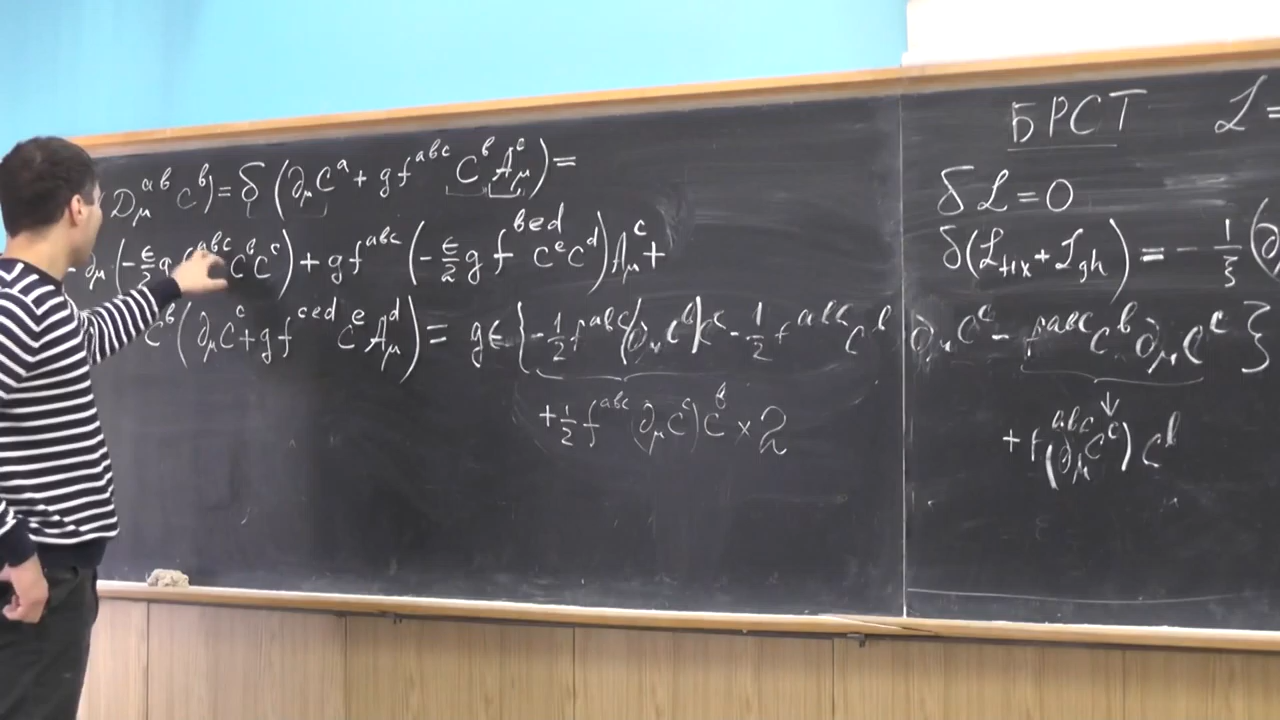 D_μ^{ab} c^b) = δ(∂_μ c^a + g f^{abc} c^b A_μ^c) =
∂_μ (-ϵ/2 g f^{abc} c^b c^c) + g f^{abc} (-ϵ/2 g f^{bed} c^e c^d) A_μ^c +
c^b (∂_μ c^c + g f^{ced} c^e A_μ^d) = gϵ {-1/2 f^{abc} (∂_μ c^b) c^c - 1/2 f^{abc} c^b ∂_μ c^c - f^{abc} c^b ∂_μ c^c}
+ 1/2 f^{abc} (∂_μ c^c) c^b × 2
БРСТ L =
δL = 0
δ(L_{fix} + L_{gh}) = - 1/ξ (∂
↓
+ f^{abc} (∂_μ c^c) c^b